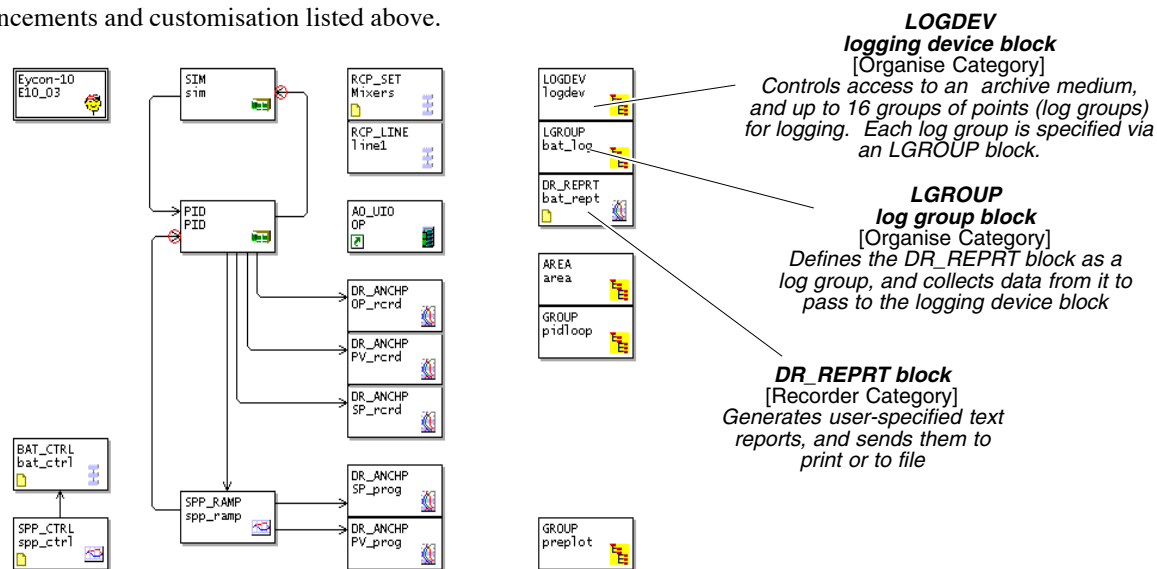 ncements and customisation listed above.
Eycon-10
E10_03
SIM
sim
RCP_SET
Mixers
RCP_LINE
line1
PID
PID
AO_UIO
OP
DR_ANCHP
OP_rcrd
DR_ANCHP
PV_rcrd
DR_ANCHP
SP_rcrd
BAT_CTRL
bat_ctrl
SPP_CTRL
spp_ctrl
SPP_RAMP
spp_ramp
DR_ANCHP
SP_prog
DR_ANCHP
PV_prog
LOGDEV
logdev
LGROUP
bat_log
DR_REPRT
bat_rept
AREA
area
GROUP
pidloop
GROUP
preplot
LOGDEV
logging device block
[Organise Category]
Controls access to an archive medium,
and up to 16 groups of points (log groups)
for logging. Each log group is specified via
an LGROUP block.
LGROUP
log group block
[Organise Category]
Defines the DR_REPRT block as a
log group, and collects data from it to
pass to the logging device block
DR_REPRT block
[Recorder Category]
Generates user-specified text
reports, and sends them to
print or to file